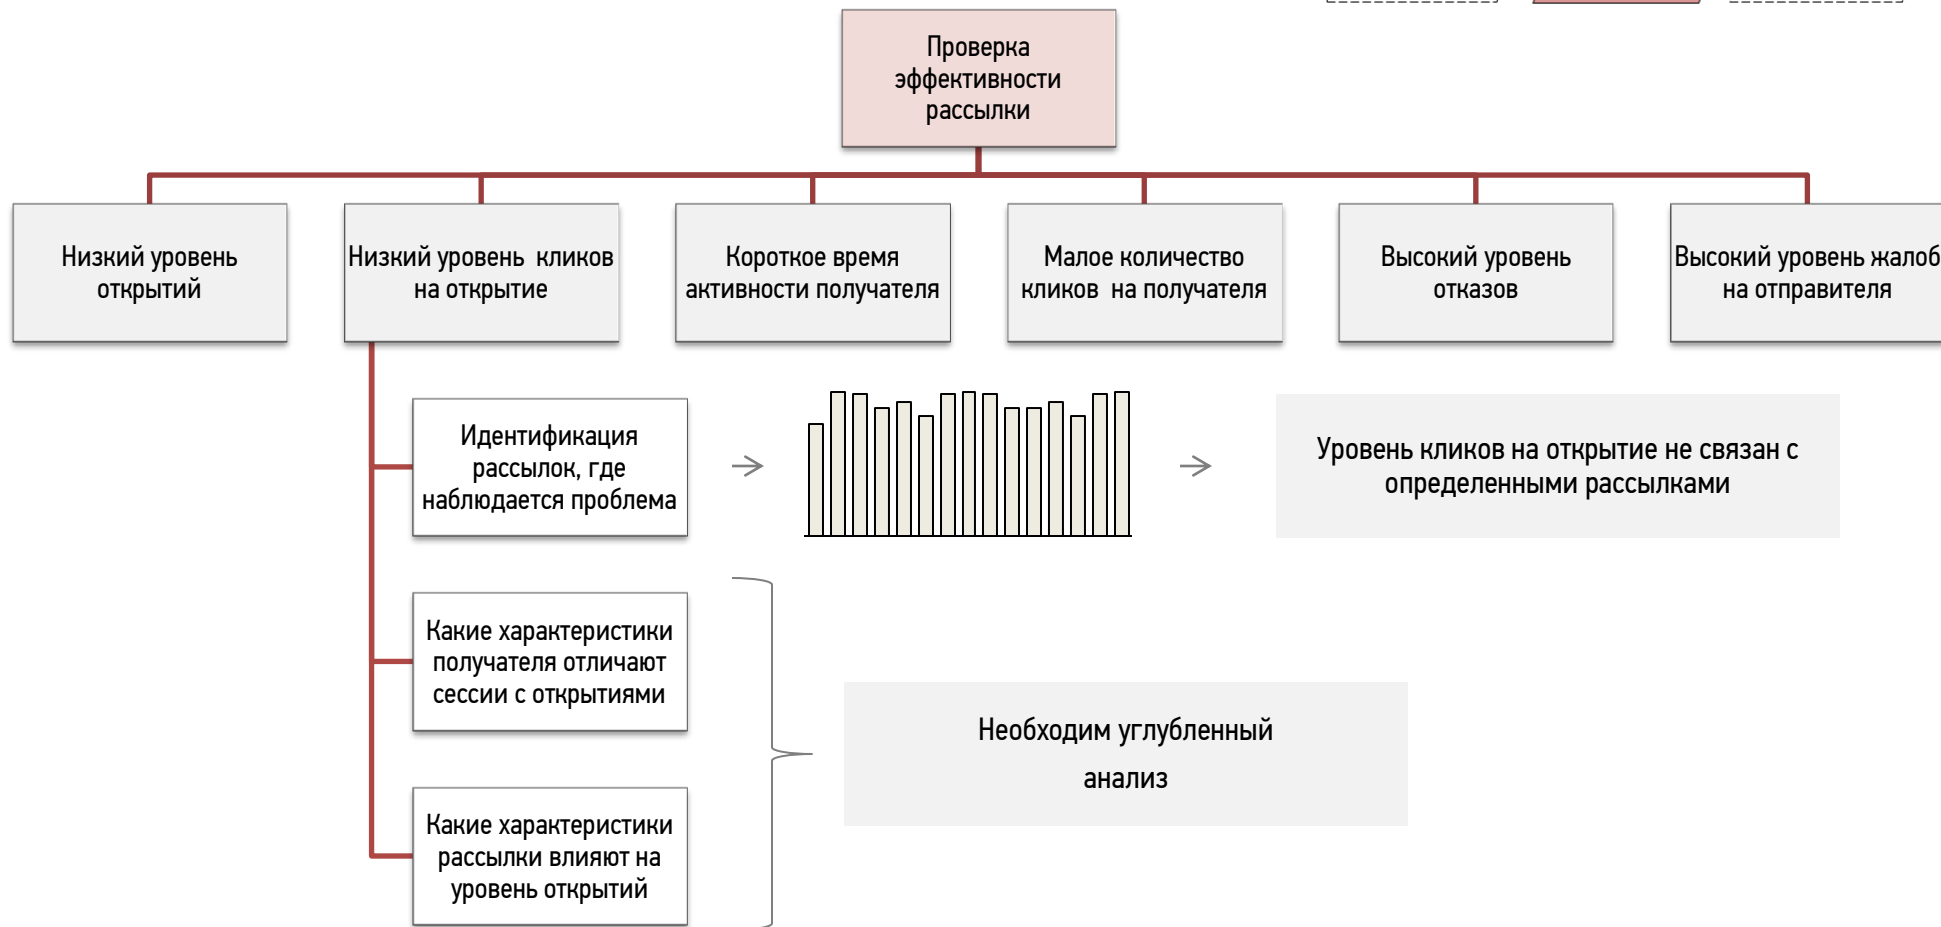 Проверка
эффективности
рассылки
Низкий уровень
открытий
Низкий уровень кликов
на открытие
Короткое время
активности получателя
Малое количество
кликов на получателя
Высокий уровень
отказов
Высокий уровень жалоб
на отправителя
Идентификация
рассылок, где
наблюдается проблема
Уровень кликов на открытие не связан с
определенными рассылками
Какие характеристики
получателя отличают
сессии с открытиями
Необходим углубленный
анализ
Какие характеристики
рассылки влияют на
уровень открытий